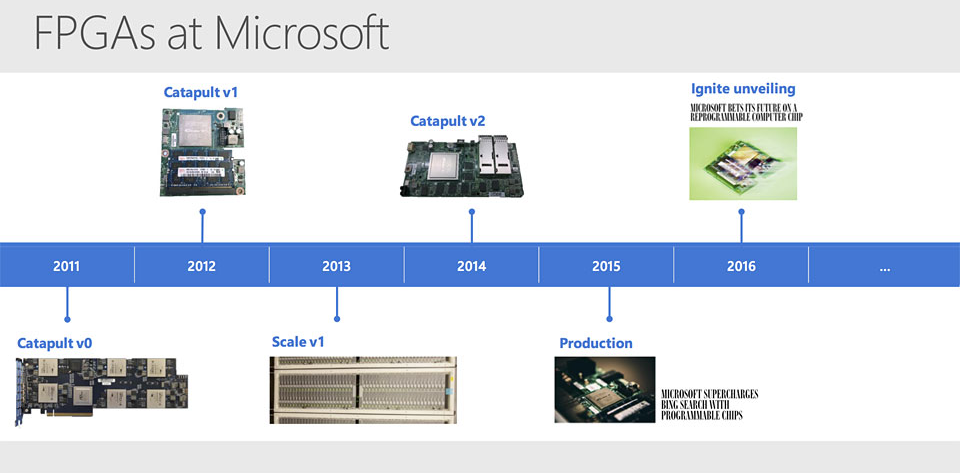 FPGAs at Microsoft
Catapult v1
Catapult v2
Ignite unveiling
MICROSOFT BETS ITS FUTURE ON A
REPROGRAMMABLE COMPUTER CHIP
2011
2012
2013
2014
2015
2016
...
Catapult v0
Scale v1
Production
MICROSOFT SUPERCHARGES
BING SEARCH WITH
PROGRAMMABLE CHIPS